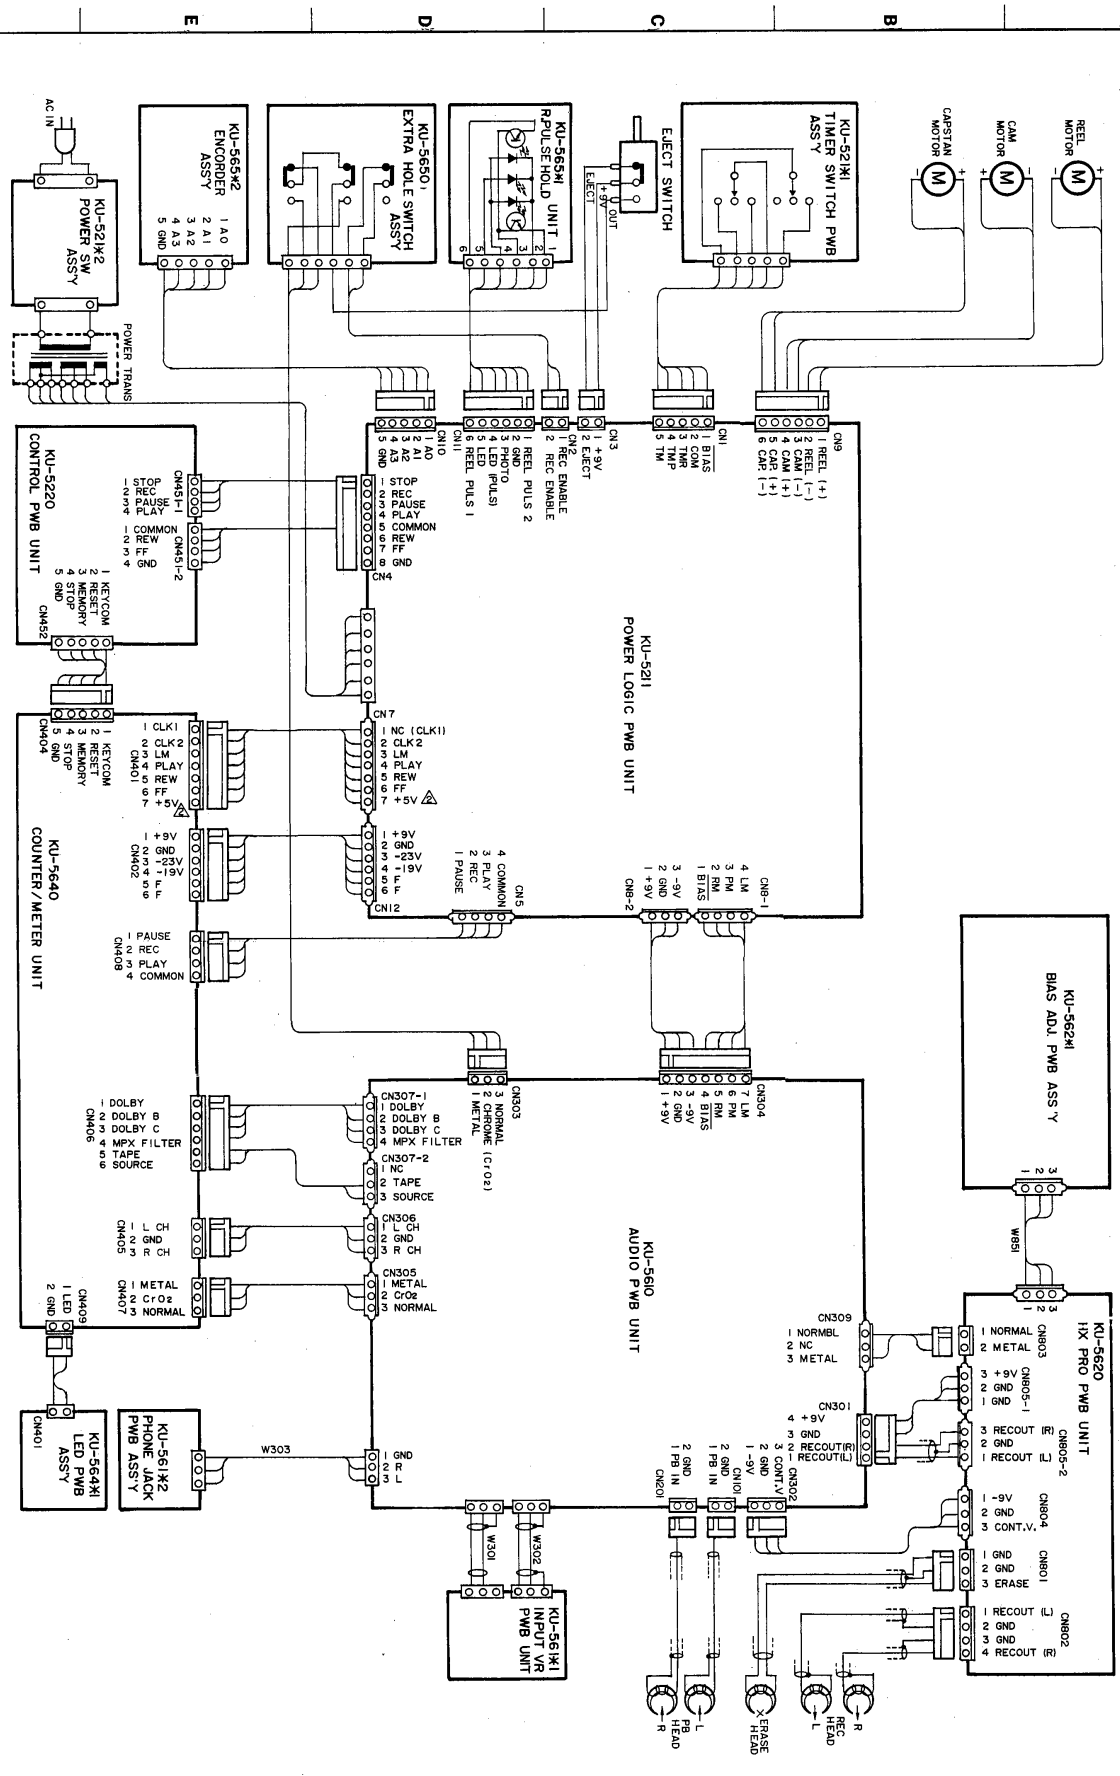 E
D
C
B
AC IN
KU-521※2
POWER SW
ASS'Y
POWER TRANS
KU-565※2
ENCORDER
ASS'Y
1 A0
2 A1
3 A2
4 A3
5 GND
KU-5650
EXTRA HOLE SWITCH
ASS'Y
KU-565※1
R.PULSE HOLD UNIT
1
2
3
4
5
6
EJECT SWITCH
OUT
+9V
EJECT
KU-521※1
TIMER SWITCH PWB
ASS'Y
CAPSTAN
MOTOR
M
+
-
CAM
MOTOR
M
+
-
REEL
MOTOR
M
+
-
KU-5211
POWER LOGIC PWB UNIT
CN10
1 A0
2 A1
3 A2
4 A3
5 GND
CN11
1 REEL PULS 2
2 GND
3 PHOTO
4 LED (PULS)
5 LED
6 REEL PULS 1
CN2
1 REC ENABLE
2 REC ENABLE
CN3
1 +9V
2 EJECT
CN1
1 BIAS
2 COM
3 TMR
4 TMP
5 TM
CN9
1 REEL (+)
2 REEL (-)
3 CAM (-)
4 CAM (+)
5 CAP. (+)
6 CAP. (-)
1 STOP
2 REC
3 PAUSE
4 PLAY
5 COMMON
6 REW
7 FF
8 GND
CN4
CN7
1 NC (CLK1)
2 CLK2
3 LM
4 PLAY
5 REW
6 FF
7 +5V 2
1 +9V
2 GND
3 -23V
4 -19V
5 F
6 F
CN12
CN5
4 COMMON
3 PLAY
2 REC
1 PAUSE
CN8-2
3 -9V
2 GND
1 +9V
CN8-1
4 LM
3 PM
2 RM
1 BIAS
KU-5220
CONTROL PWB UNIT
CN451-1
1 STOP
2 REC
3 PAUSE
4 PLAY
CN451-2
1 COMMON
2 REW
3 FF
4 GND
CN452
1 KEYCOM
2 RESET
3 MEMORY
4 STOP
5 GND
KU-5640
COUNTER/METER UNIT
CN404
1 KEYCOM
2 RESET
3 MEMORY
4 STOP
5 GND
CN401
1 CLK1
2 CLK2
3 LM
4 PLAY
5 REW
6 FF
7 +5V 2
CN402
1 +9V
2 GND
3 -23V
4 -19V
5 F
6 F
CN408
1 PAUSE
2 REC
3 PLAY
4 COMMON
CN406
1 DOLBY
2 DOLBY B
3 DOLBY C
4 MPX FILTER
5 TAPE
6 SOURCE
CN405
1 L CH
2 GND
3 R CH
CN407
1 METAL
2 CrO2
3 NORMAL
CN409
1 LED
2 GND
CN401
KU-564※1
LED PWB
ASS'Y
KU-561※2
PHONE JACK
PWB ASS'Y
W303
KU-5610
AUDIO PWB UNIT
CN303
3 NORMAL
2 CHROME (CrO2)
1 METAL
CN304
7 LM
6 PM
5 RM
4 BIAS
3 -9V
2 GND
1 +9V
CN307-1
1 DOLBY
2 DOLBY B
3 DOLBY C
4 MPX FILTER
CN307-2
1 NC
2 TAPE
3 SOURCE
CN306
1 L CH
2 GND
3 R CH
CN305
1 METAL
2 CrO2
3 NORMAL
1 GND
2 R
3 L
CN309
1 NORMBL
2 NC
3 METAL
CN301
4 +9V
3 GND
2 RECOUT(R)
1 RECOUT(L)
CN302
3 CONT.V
2 GND
1 -9V
CN101
2 GND
1 PB IN
CN201
2 GND
1 PB IN
W301
W302
KU-561※1
INPUT VR
PWB UNIT
KU-562※1
BIAS ADJ. PWB ASS'Y
3
2
1
W851
3
2
1
KU-5620
HX PRO PWB UNIT
CN803
1 NORMAL
2 METAL
CN805-1
3 +9V
2 GND
1 GND
CN805-2
3 RECOUT (R)
2 GND
1 RECOUT (L)
CN804
1 -9V
2 GND
3 CONT.V.
CN801
1 GND
2 GND
3 ERASE
CN802
1 RECOUT (L)
2 GND
3 GND
4 RECOUT (R)
R
L
REC
HEAD
ERASE
HEAD
L
R
PB
HEAD